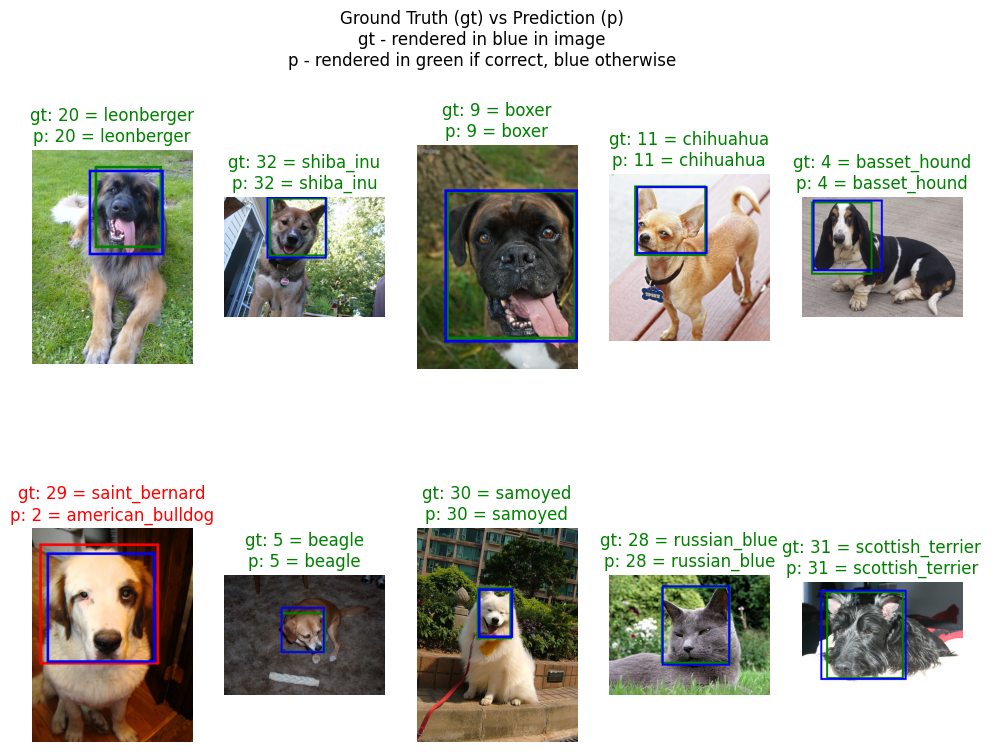 Ground Truth (gt) vs Prediction (p)
gt - rendered in blue in image
p - rendered in green if correct, blue otherwise
gt: 20 = leonberger
p: 20 = leonberger
gt: 32 = shiba_inu
p: 32 = shiba_inu
gt: 9 = boxer
p: 9 = boxer
gt: 11 = chihuahua
p: 11 = chihuahua
gt: 4 = basset_hound
p: 4 = basset_hound
gt: 29 = saint_bernard
p: 2 = american_bulldog
gt: 5 = beagle
p: 5 = beagle
gt: 30 = samoyed
p: 30 = samoyed
gt: 28 = russian_blue
p: 28 = russian_blue
gt: 31 = scottish_terrier
p: 31 = scottish_terrier